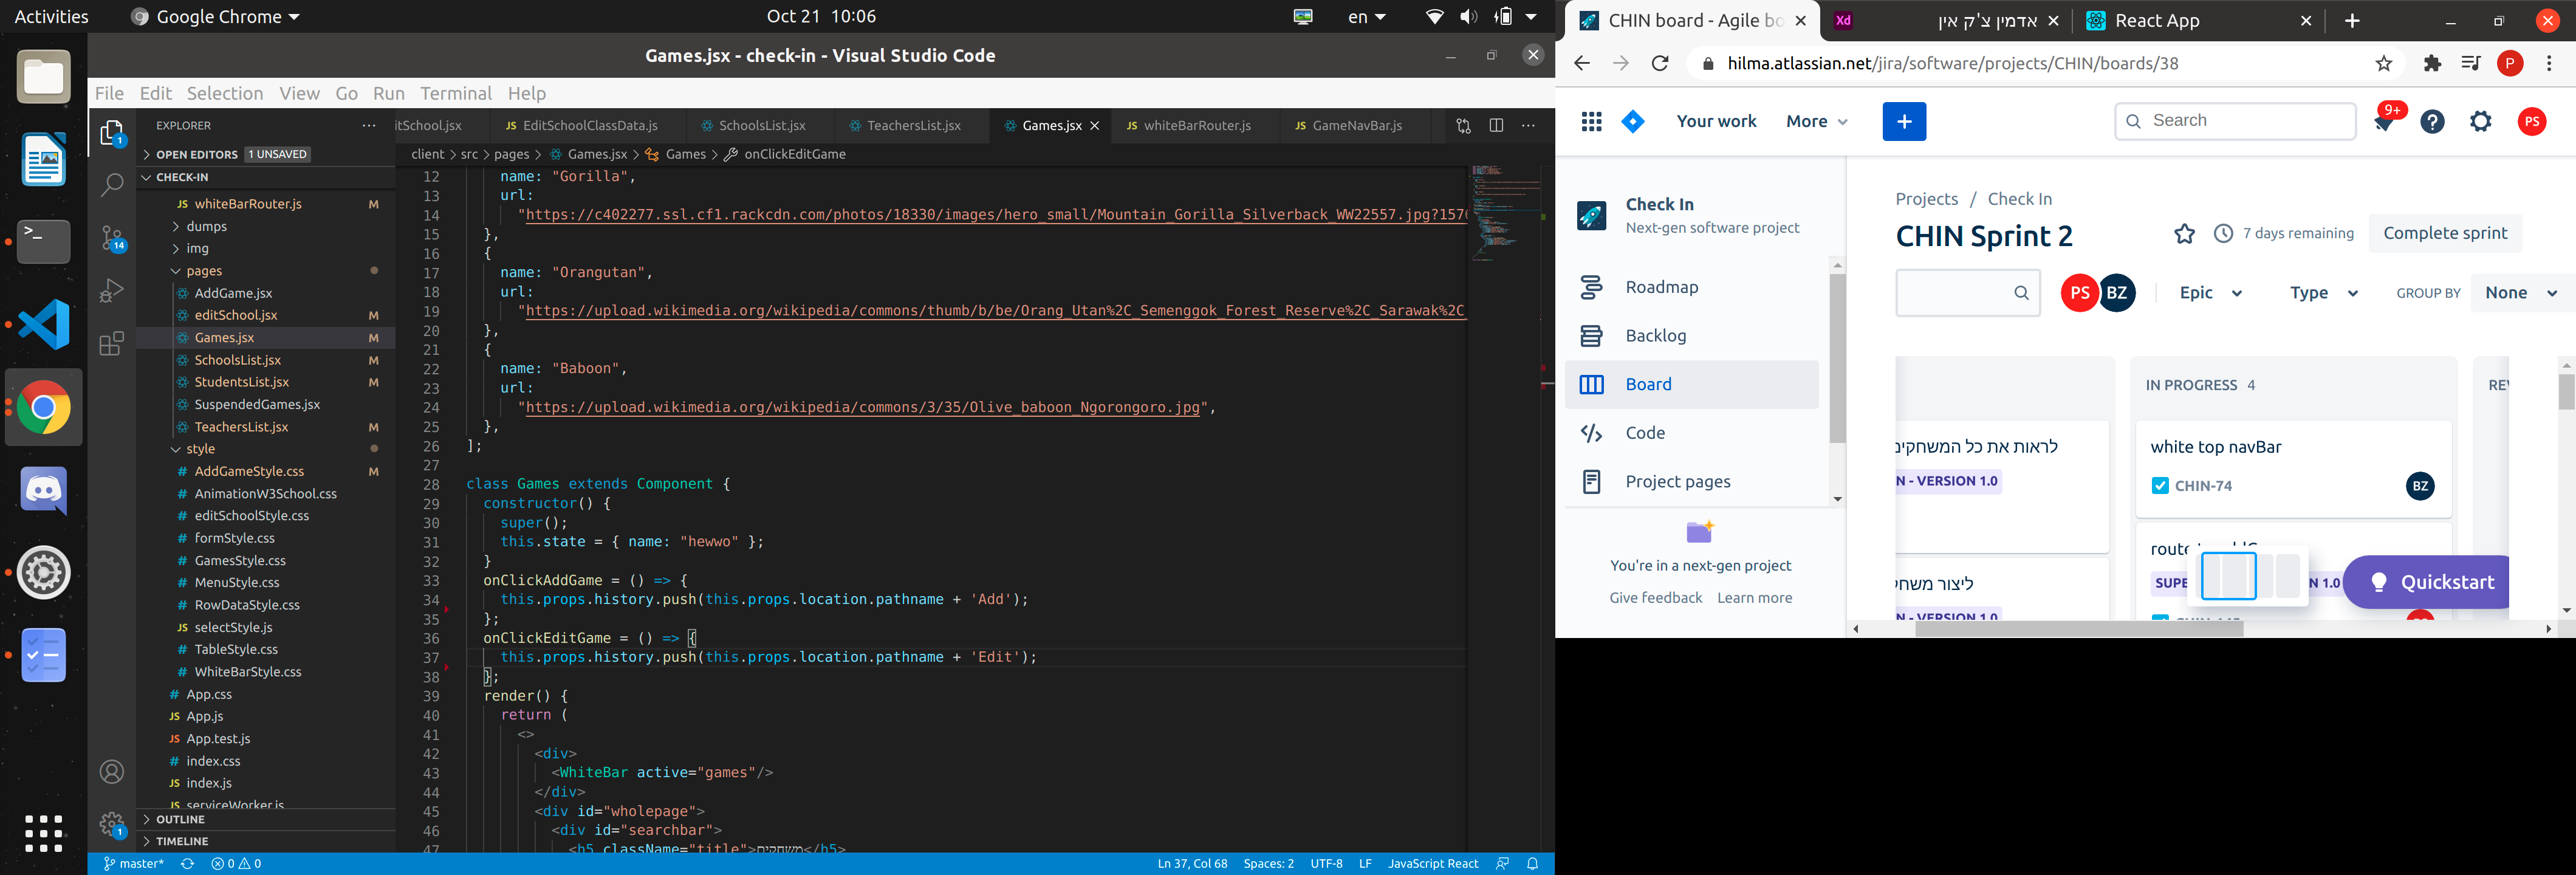 Activities
Google Chrome
Oct 21 10:06
en
Games.jsx - check-in - Visual Studio Code
File Edit Selection View Go Run Terminal Help
EXPLORER
OPEN EDITORS 1 UNSAVED
CHECK-IN
JS whiteBarRouter.js M
dumps
img
pages
AddGame.jsx
editSchool.jsx M
Games.jsx M
SchoolsList.jsx M
StudentsList.jsx M
SuspendedGames.jsx
TeachersList.jsx M
style
# AddGameStyle.css M
# AnimationW3School.css
# editSchoolStyle.css
# formStyle.css
# GamesStyle.css
# MenuStyle.css
# RowDataStyle.css
JS selectStyle.js
# TableStyle.css
# WhiteBarStyle.css
# App.css
JS App.js
JS App.test.js
# index.css
JS index.js
JS serviceWorker.js
OUTLINE
TIMELINE
1
14
1
itSchool.jsx
JS EditSchoolClassData.js
SchoolsList.jsx
TeachersList.jsx
Games.jsx
JS whiteBarRouter.js
JS GameNavBar.js
client > src > pages > Games.jsx > Games > onClickEditGame
12 name: "Gorilla",
13 url:
14 "https://c402277.ssl.cf1.rackcdn.com/photos/18330/images/hero_small/Mountain_Gorilla_Silverback_WW22557.jpg?157
15 },
16 {
17 name: "Orangutan",
18 url:
19 "https://upload.wikimedia.org/wikipedia/commons/thumb/b/be/Orang_Utan%2C_Semenggok_Forest_Reserve%2C_Sarawak%2C_
20 },
21 {
22 name: "Baboon",
23 url:
24 "https://upload.wikimedia.org/wikipedia/commons/3/35/Olive_baboon_Ngorongoro.jpg",
25 },
26 ];
27
28 class Games extends Component {
29 constructor() {
30 super();
31 this.state = { name: "hewwo" };
32 }
33 onClickAddGame = () => {
34 this.props.history.push(this.props.location.pathname + 'Add');
35 };
36 onClickEditGame = () => {
37 this.props.history.push(this.props.location.pathname + 'Edit');
38 };
39 render() {
40 return (
41 <>
42 <div>
43 <WhiteBar active="games"/>
44 </div>
45 <div id="wholepage">
46 <div id="searchbar">
47 <h5 className="title">משחקים</h5>
master* 0 0
Ln 37, Col 68 Spaces: 2 UTF-8 LF JavaScript React
CHIN board - Agile bo
Xd אדמין צ'ק אין
React App
hilma.atlassian.net/jira/software/projects/CHIN/boards/38
P
Your work More
Search
9+
PS
Check In
Next-gen software project
Roadmap
Backlog
Board
Code
Project pages
You're in a next-gen project
Give feedback Learn more
Projects / Check In
CHIN Sprint 2
7 days remaining
Complete sprint
PS BZ
Epic Type GROUP BY None
IN PROGRESS 4
לראות את כל המשחקים
N - VERSION 1.0
ליצור משחק
N - VERSION 1.0
white top navBar
CHIN-74
BZ
route
SUPE
N 1.0
Quickstart